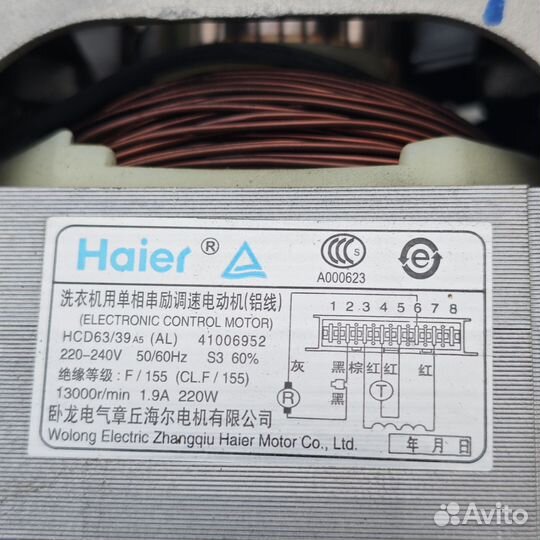 Haier ®
S
A000623
洗衣机用单相串励调速电动机(铝线)
(ELECTRONIC CONTROL MOTOR)
HCD63/39A5 (AL) 41006952
220-240V 50/60Hz S3 60%
绝缘等级: F / 155 (CL.F / 155)
13000r/min 1.9A 220W
卧龙电气章丘海尔电机有限公司
Wolong Electric Zhangqiu Haier Motor Co., Ltd.
1 2 3 4 5 6 7 8
灰 黑 棕 红 红 红
黑
R T
年 月 日
Avito